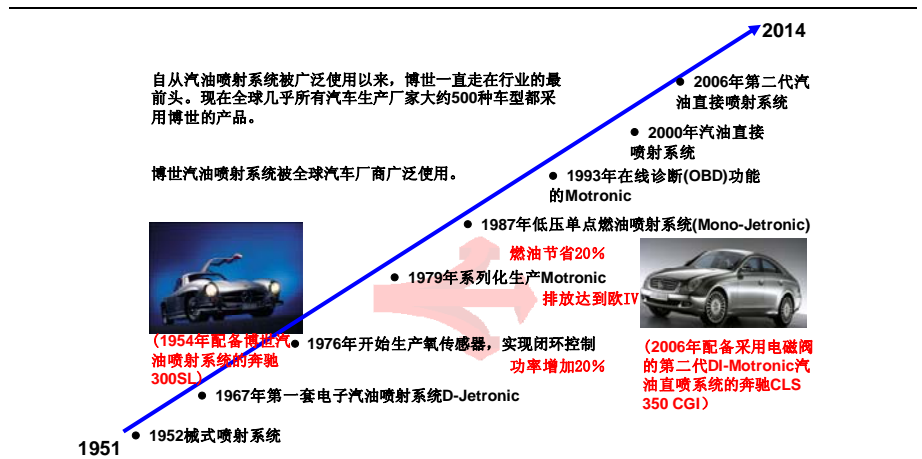 2014
自从汽油喷射系统被广泛使用以来，博世一直走在行业的最
前头。现在全球几乎所有汽车生产厂家大约500种车型都采
用博世的产品。
● 2006年第二代汽
油直接喷射系统
● 2000年汽油直接
喷射系统
博世汽油喷射系统被全球汽车厂商广泛使用。
● 1993年在线诊断(OBD)功能
的Motronic
● 1987年低压单点燃油喷射系统(Mono-Jetronic)
燃油节省20%
● 1979年系列化生产Motronic
排放达到欧IV
（1954年配备博世汽
油喷射系统的奔驰
300SL）
● 1976年开始生产氧传感器，实现闭环控制
功率增加20%
（2006年配备采用电磁阀
的第二代DI-Motronic汽
油直喷系统的奔驰CLS
350 CGI）
● 1967年第一套电子汽油喷射系统D-Jetronic
● 1952械式喷射系统
1951